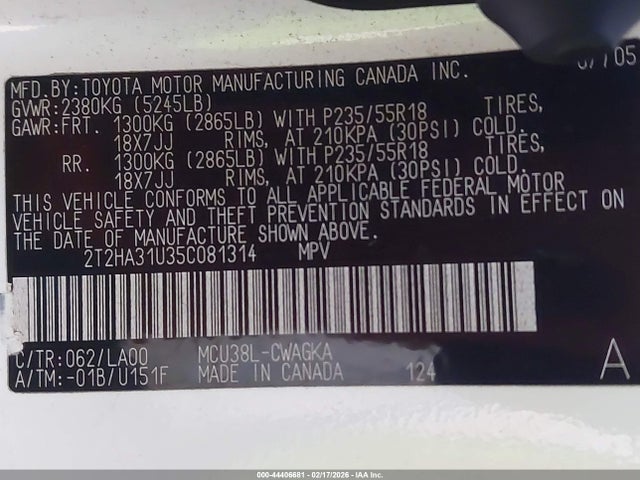 07/05
MFD.BY:TOYOTA MOTOR MANUFACTURING CANADA INC.
GVWR:2380KG (5245LB)
GAWR:FRT. 1300KG (2865LB) WITH P235/55R18 TIRES,
18X7JJ RIMS, AT 210KPA (30PSI) COLD.
RR. 1300KG (2865LB) WITH P235/55R18 TIRES,
18X7JJ RIMS, AT 210KPA (30PSI) COLD.
THIS VEHICLE CONFORMS TO ALL APPLICABLE FEDERAL MOTOR
VEHICLE SAFETY AND THEFT PREVENTION STANDARDS IN EFFECT ON
THE DATE OF MANUFACTURE SHOWN ABOVE.
2T2HA31U35C081314 MPV
C/TR:062/LA00 MCU38L-CWAGKA
A/TM:-01B/U151F MADE IN CANADA 124 A
000-44406681 - 02/17/2026 - IAA Inc.